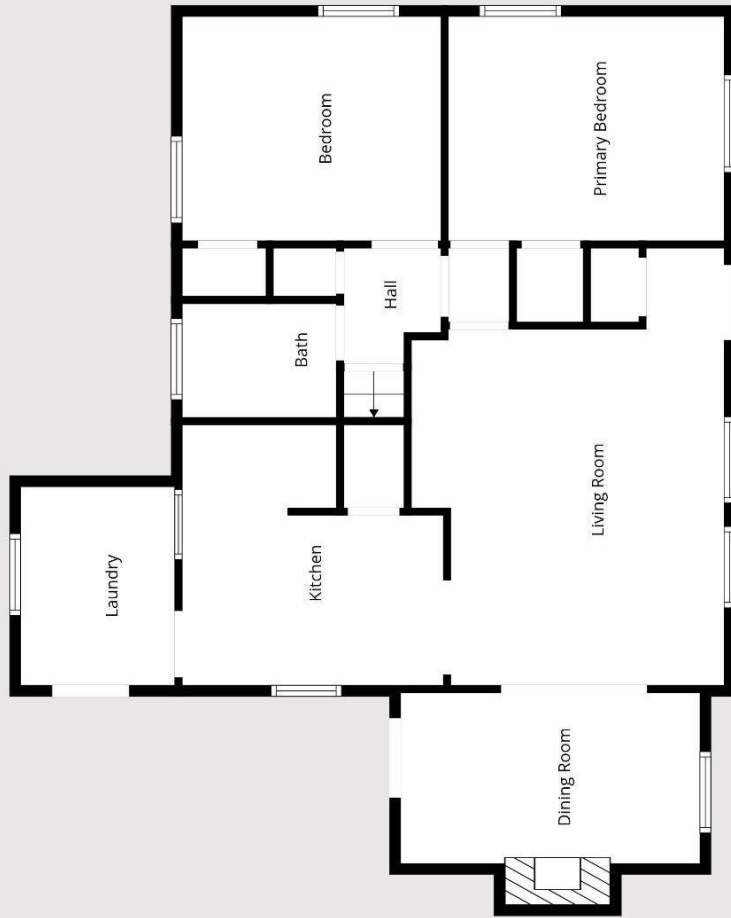 Bedroom
Primary Bedroom
Hall
Bath
Living Room
Kitchen
Laundry
Dining Room